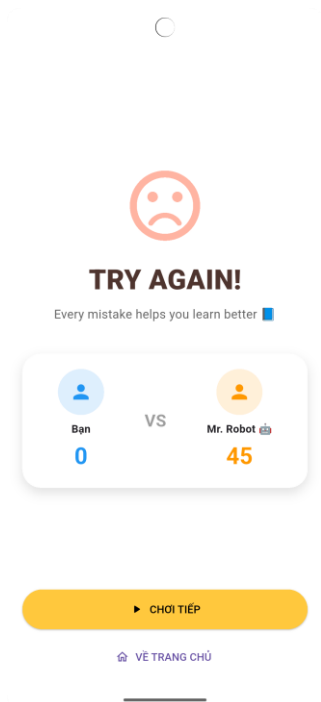 TRY AGAIN!
Every mistake helps you learn better 📘
Bạn
0
VS
Mr. Robot 🤖
45
CHƠI TIẾP
VỀ TRANG CHỦ